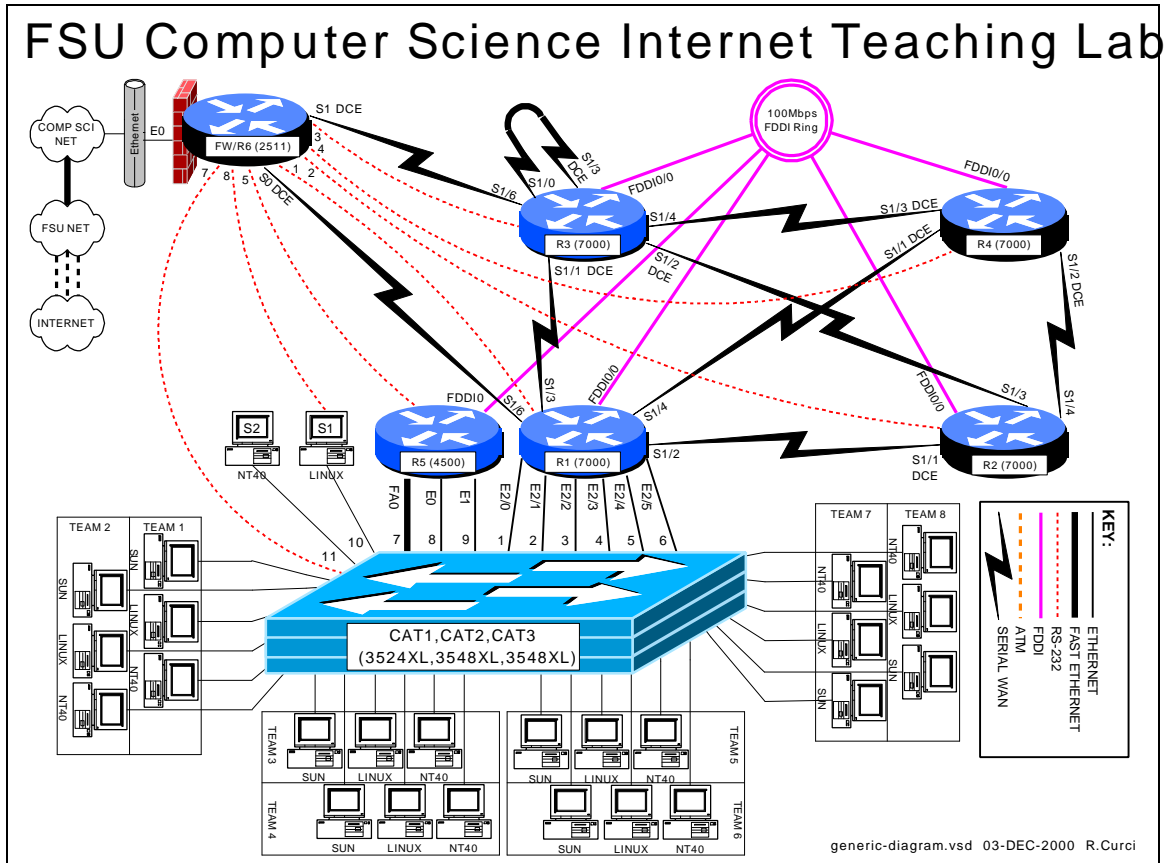 FSU Computer Science Internet Teaching Lab
COMP SCI
NET
Ethernet
E0
FW/R6 (2511)
S1 DCE
3
4
1
2
7
8
5
S0 DCE
FSU NET
INTERNET
100Mbps
FDDI Ring
S1/0
S1/3
DCE
S1/6
FDDI0/0
R3 (7000)
S1/4
S1/1 DCE
S1/2
DCE
FDDI0/0
S1/3 DCE
S1/1 DCE
R4 (7000)
S1/2 DCE
FDDI0
S1/6
S1/3
FDDI0/0
S1/4
S1/2
FDDI0/0
S1/3
S1/4
S1/1
DCE
R2 (7000)
R5 (4500)
R1 (7000)
S2
NT40
S1
LINUX
FA0
E0
E1
E2/0
E2/1
E2/2
E2/3
E2/4
E2/5
11
10
7
8
9
1
2
3
4
5
6
CAT1,CAT2,CAT3
(3524XL,3548XL,3548XL)
TEAM 2
TEAM 1
SUN
SUN
LINUX
LINUX
NT40
NT40
TEAM 7
TEAM 8
NT40
NT40
LINUX
SUN
SUN
TEAM 3
SUN
LINUX
NT40
TEAM 4
SUN
LINUX
NT40
TEAM 5
SUN
LINUX
NT40
TEAM 6
SUN
LINUX
NT40
KEY:
ETHERNET
FAST ETHERNET
RS-232
FDDI
ATM
SERIAL WAN
generic-diagram.vsd 03-DEC-2000 R.Curci